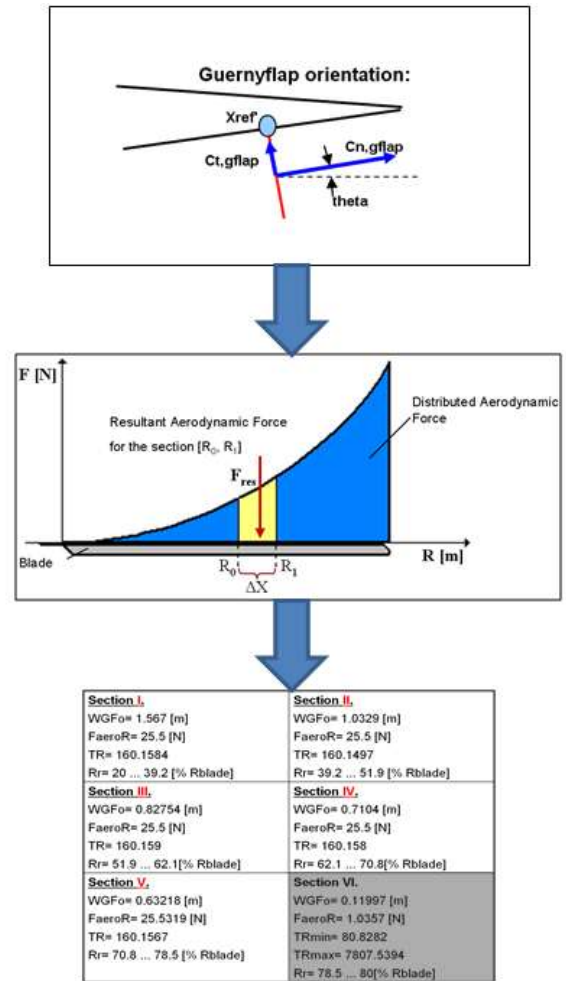 Guernyflap orientation:
Xref'
Ct,gflap
Cn,gflap
theta
F [N]
Distributed Aerodynamic
Force
Resultant Aerodynamic Force
for the section [R0, R1]
Fres
Blade
R0
R1
R [m]
ΔX
Section I.
WGFo= 1.567 [m]
FaeroR= 25.5 [N]
TR= 160.1584
Rr= 20 ... 39.2 [% Rblade]
Section II.
WGFo= 1.0329 [m]
FaeroR= 25.5 [N]
TR= 160.1497
Rr= 39.2 ... 51.9 [% Rblade]
Section III.
WGFo= 0.82754 [m]
FaeroR= 25.5 [N]
TR= 160.159
Rr= 51.9 ... 62.1[% Rblade]
Section IV.
WGFo= 0.7104 [m]
FaeroR= 25.5 [N]
TR= 160.158
Rr= 62.1 ... 70.8[% Rblade]
Section V.
WGFo= 0.63218 [m]
FaeroR= 25.5319 [N]
TR= 160.1567
Rr= 70.8 ... 78.5 [% Rblade]
Section VI.
WGFo= 0.11997 [m]
FaeroR= 1.0357 [N]
TRmin= 80.8282
TRmax= 7807.5394
Rr= 78.5 ... 80[% Rblade]